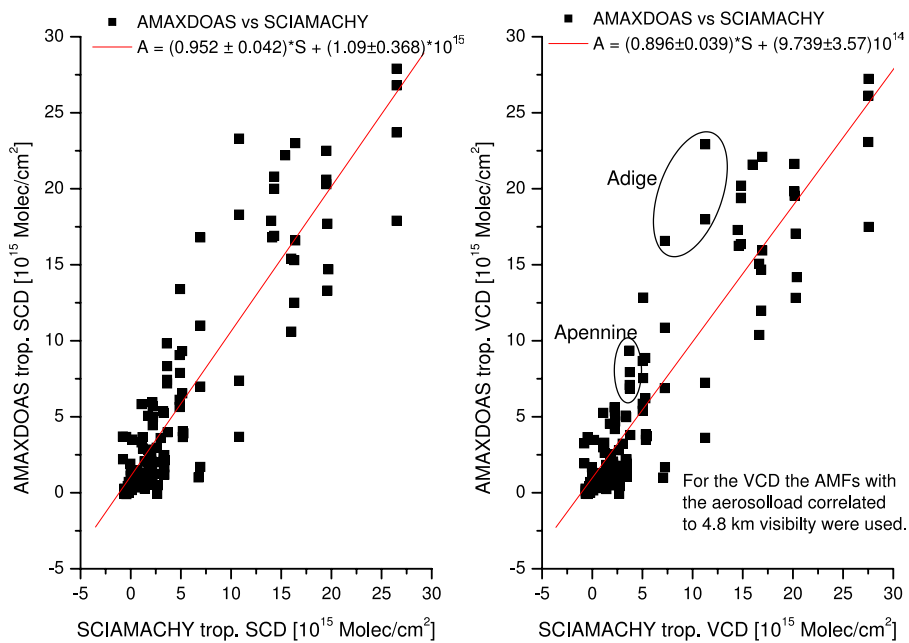 AMAXDOAS vs SCIAMACHY
A = (0.952 ± 0.042)*S + (1.09±0.368)*10^15
30
25
20
15
10
5
0
-5
AMAXDOAS trop. SCD [10^15 Molec/cm^2]
-5 0 5 10 15 20 25 30
SCIAMACHY trop. SCD [10^15 Molec/cm^2]
AMAXDOAS vs SCIAMACHY
A = (0.896±0.039)*S + (9.739±3.57)10^14
30
25
20
15
10
5
0
-5
AMAXDOAS trop. VCD [10^15 Molec/cm^2]
Adige
Apennine
For the VCD the AMFs with
the aerosolload correlated
to 4.8 km visibilty were used.
-5 0 5 10 15 20 25 30
SCIAMACHY trop. VCD [10^15 Molec/cm^2]